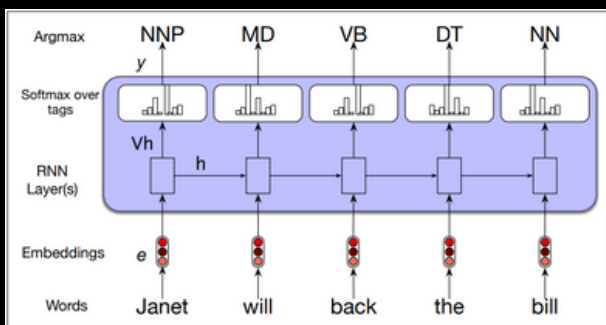 Argmax NNP MD VB DT NN
y
Softmax over
tags
Vh
RNN
Layer(s)
h
Embeddings e
Words Janet will back the bill